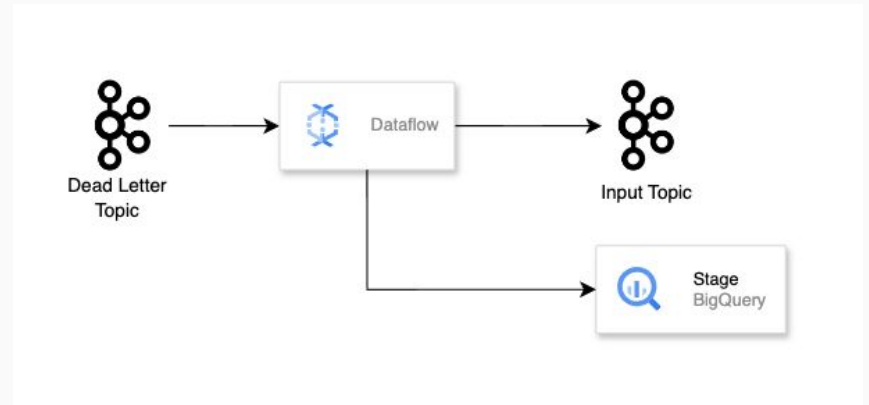 Dead Letter
Topic
Dataflow
Input Topic
Stage
BigQuery